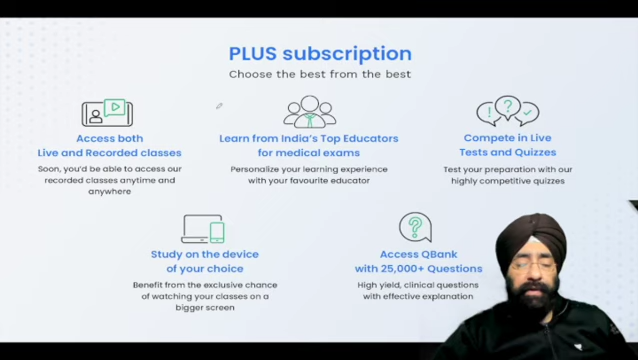 PLUS subscription
Choose the best from the best
Access both
Live and Recorded classes
Soon, you'd be able to access our
recorded classes anytime and
anywhere
Learn from India's Top Educators
for medical exams
Personalize your learning experience
with your favourite educator
Compete in Live
Tests and Quizzes
Test your preparation with our
highly competitive quizzes
Study on the device
of your choice
Benefit from the exclusive chance
of watching your classes on a
bigger screen
Access QBank
with 25,000+ Questions
High yield, clinical questions
with effective explanation